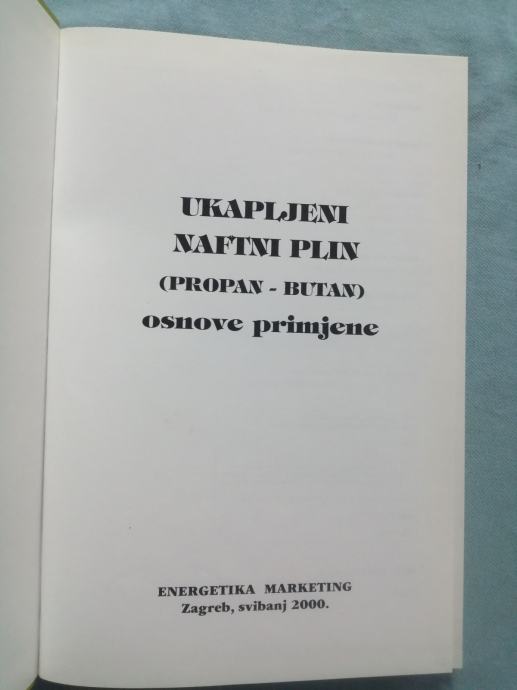 UKAPLJENI
NAFTNI PLIN
(PROPAN - BUTAN)
osnove primjene
ENERGETIKA MARKETING
Zagreb, svibanj 2000.